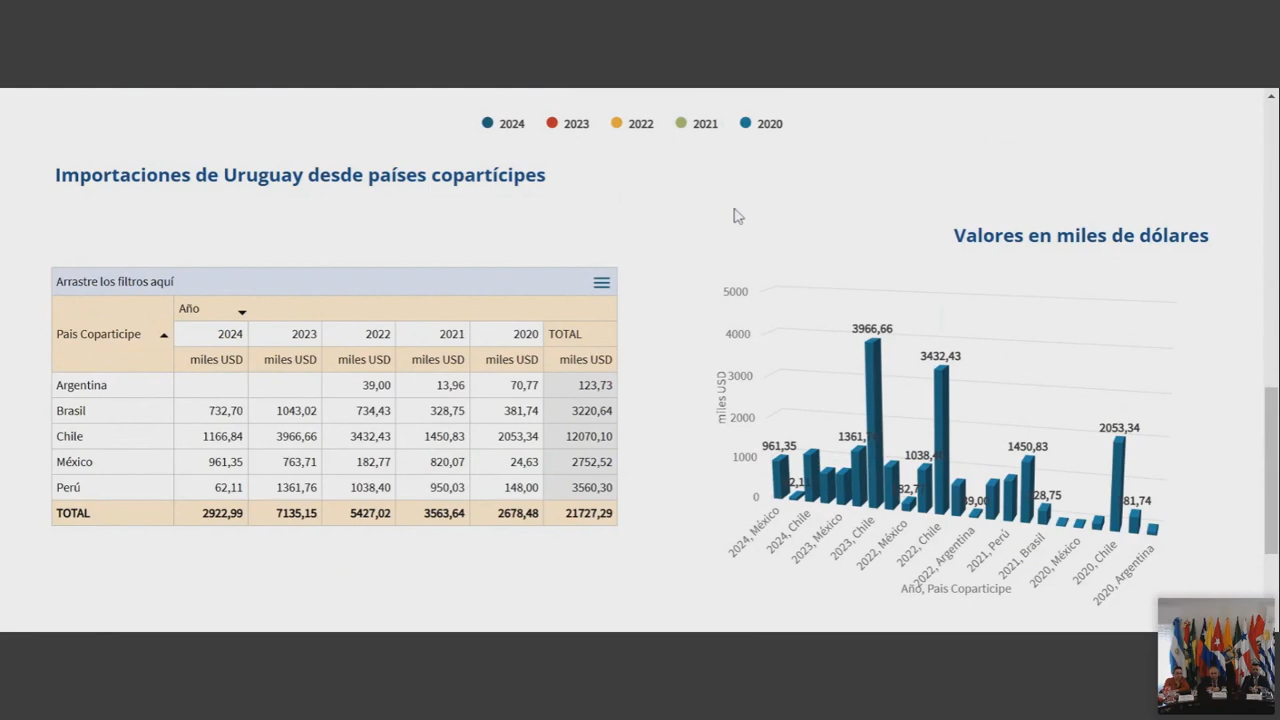 2024 2023 2022 2021 2020
Importaciones de Uruguay desde países copartícipes
Valores en miles de dólares
Arrastre los filtros aquí
Año
Pais Coparticipe 2024 2023 2022 2021 2020 TOTAL
miles USD miles USD miles USD miles USD miles USD miles USD
Argentina 39,00 13,96 70,77 123,73
Brasil 732,70 1043,02 734,43 328,75 381,74 3220,64
Chile 1166,84 3966,66 3432,43 1450,83 2053,34 12070,10
México 961,35 763,71 182,77 820,07 24,63 2752,52
Perú 62,11 1361,76 1038,40 950,03 148,00 3560,30
TOTAL 2922,99 7135,15 5427,02 3563,64 2678,48 21727,29
5000
4000
3000
2000
1000
0
miles USD
961,35
1361,
3966,66
1038,
3432,43
39,00
1450,83
28,75
2053,34
81,74
2024, México
2024, Chile
2023, México
2023, Chile
2022, México
2022, Chile
2022, Argentina
2021, Perú
2021, Brasil
2020, México
2020, Chile
2020, Argentina
Año, Pais Coparticipe